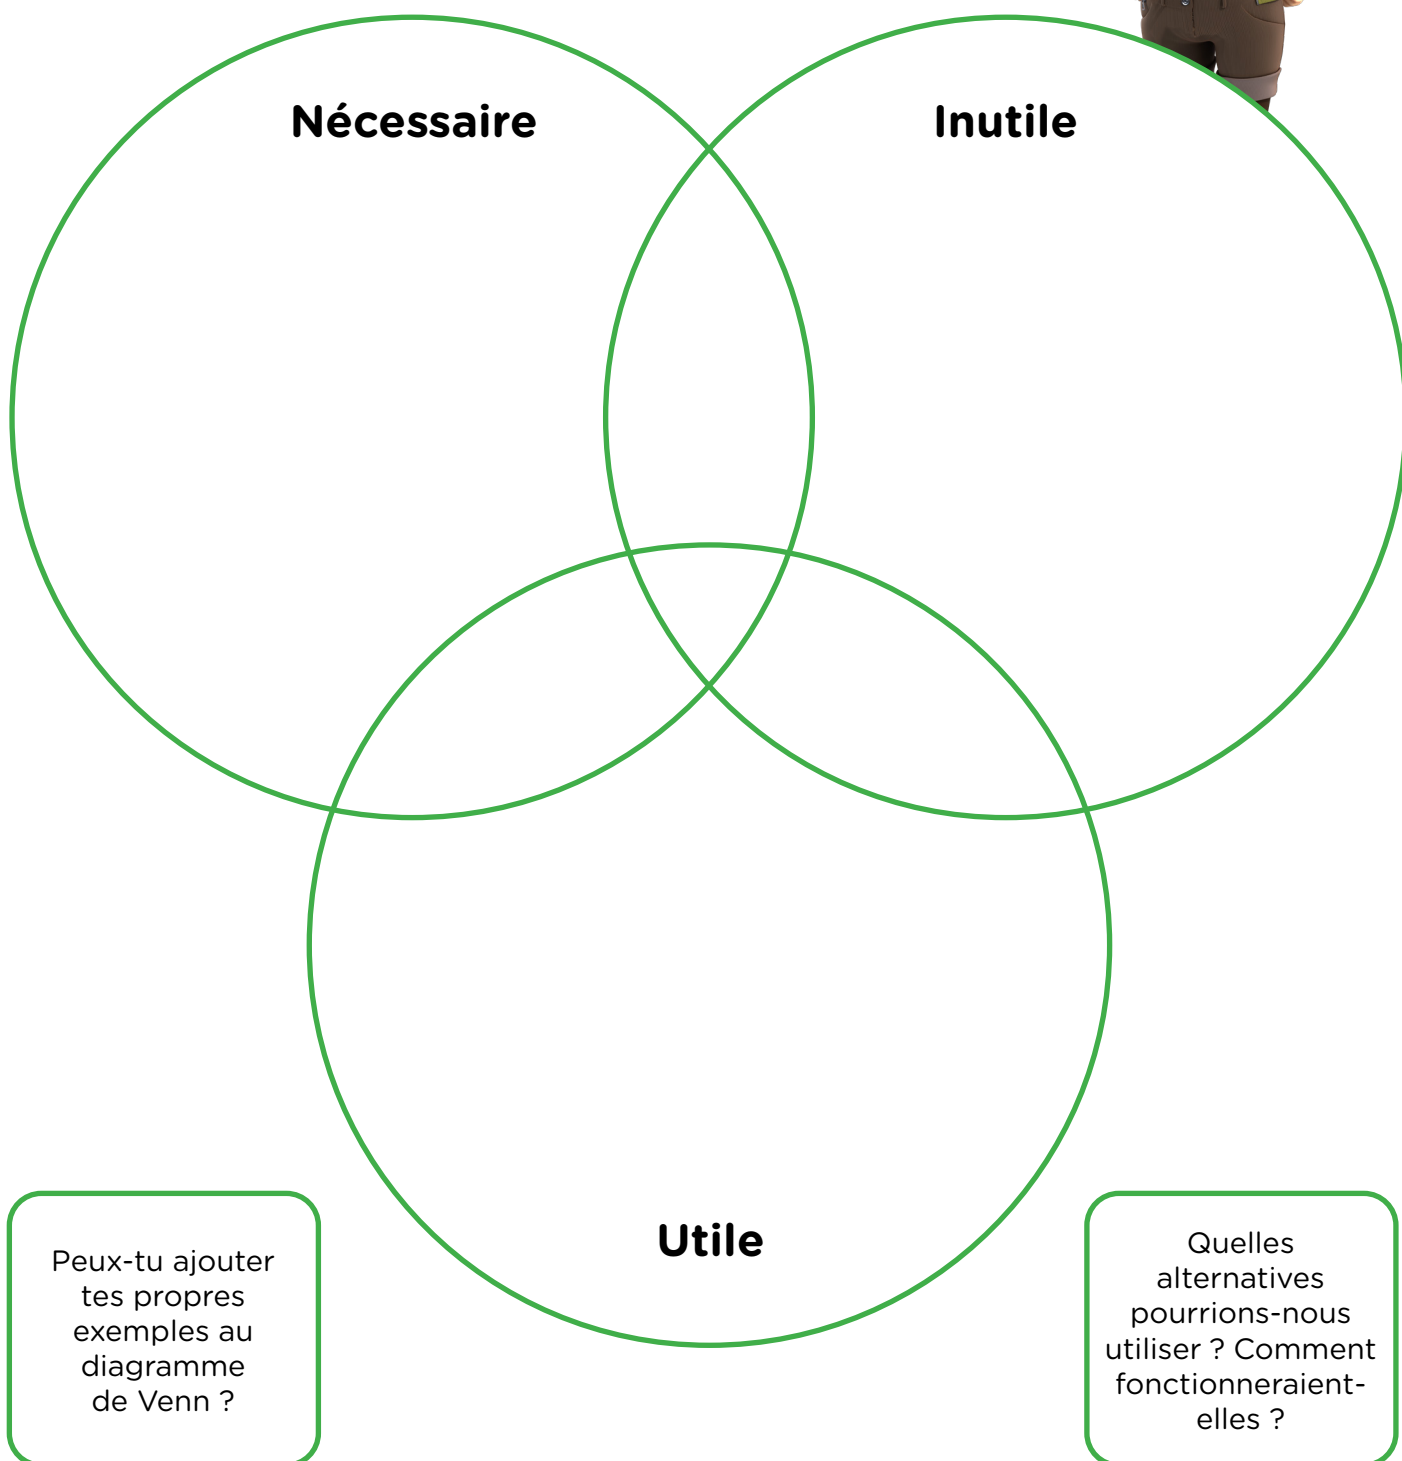 Nécessaire
Inutile
Utile
Peux-tu ajouter
tes propres
exemples au
diagramme
de Venn ?
Quelles
alternatives
pourrions-nous
utiliser ? Comment
fonctionneraient-
elles ?